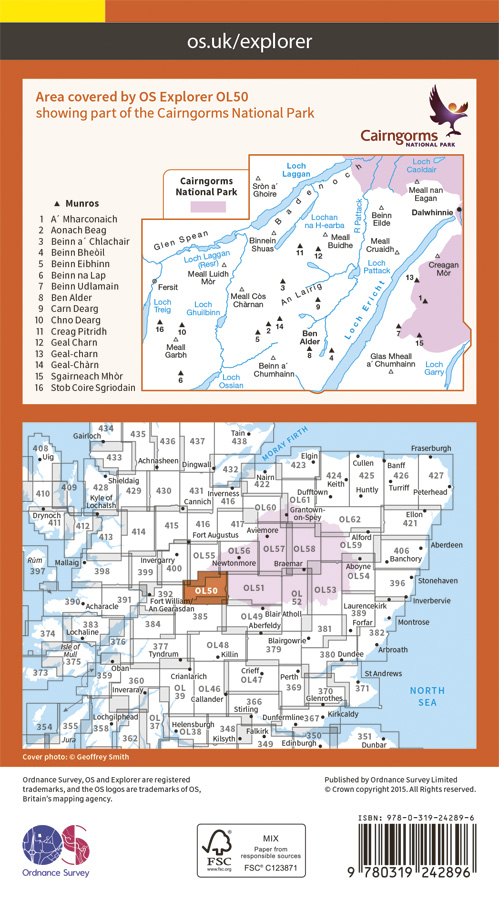 os.uk/explorer
Area covered by OS Explorer OL50
showing part of the Cairngorms National Park
Cairngorms
NATIONAL PARK
Cairngorms
National Park
▲ Munros
1 A´ Mharconaich
2 Aonach Beag
3 Beinn a´ Chlachair
4 Beinn Bheòil
5 Beinn Eibhinn
6 Beinn na Lap
7 Beinn Udlamain
8 Ben Alder
9 Carn Dearg
10 Chno Dearg
11 Creag Pitridh
12 Geal Charn
13 Geal-charn
14 Geal-Chàrn
15 Sgairneach Mhòr
16 Stob Coire Sgriodain
Loch
Laggan
Loch
Caoldair
Sròn a´
Ghoire
Badenoch
Meall nan
Eagan
Dalwhinnie
Lochan
na H-earba
R Pattack
Beinn
Eilde
Glen Spean
Binnein
Shuas
Meall
Buidhe
11
12
Meall
Cruaidh
Loch Laggan
(Resr)
Loch
Pattack
Creagan
Mòr
Meall Luidh
Mòr
13
Fersit
3
An Lairig
1
Loch
Treig
Loch
Ghuilbinn
Meall Còs
Chàrnan
9
Loch Ericht
16
10
2
14
5
7
15
Meall
Garbh
Ben
Alder
8
4
Glas Mheall
a´ Chumhainn
6
Beinn a´
Chumhainn
Loch
Ossian
Loch
Garry
434
Gairloch
435
436
437
Tain
438
MORAY FIRTH
Fraserburgh
408
Uig
Achnasheen
Dingwall
432
Elgin
423
Cullen
Banff
409
428
Shieldaig
Nairn
422
424
Keith
425
426
427
410
Kyle of
Lochalsh
429
430
431
Inverness
416
OL61
Dufftown
Huntly
Turriff
Peterhead
Drynoch
411
412
413
Cannich
OL60
Grantown-
on-Spey
OL62
Ellon
421
414
415
416
417
Aviemore
Alford
Rùm
397
Mallaig
398
Invergarry
399
400
Fort Augustus
OL55
OL56
Newtonmore
OL57
OL58
Braemar
OL59
Aboyne
OL54
406
Banchory
Aberdeen
390
Acharacle
391
392
Fort William/
An Gearasdan
OL50
OL51
OL
52
OL53
396
Stonehaven
Inverbervie
374
383
Lochaline
385
OL49
Blair Atholl
Aberfeldy
Laurencekirk
389
Montrose
Isle of
Mull
376
377
Tyndrum
OL48
Killin
Blairgowrie
379
381
Forfar
382
373
375
Oban
359
Crianlarich
Crieff
OL47
Perth
369
380
Dundee
Arbroath
360
Inveraray
OL
39
OL46
Callander
St Andrews
371
NORTH
SEA
366
Stirling
370
Glenrothes
354
355
Jura
Lochgilphead
358
362
OL
37
Helensburgh
OL38
348
Kilsyth
Falkirk
349
Dunfermline
367
Kirkcaldy
350
Edinburgh
351
Dunbar
Cover photo: © Geoffrey Smith
Ordnance Survey, OS and Explorer are registered
trademarks, and the OS logos are trademarks of OS,
Britain's mapping agency.
Published by Ordnance Survey Limited
© Crown copyright 2015. All Rights Reserved.
OS
Ordnance Survey
FSC
www.fsc.org
MIX
Paper from
responsible sources
FSC® C123871
ISBN: 978-0-319-24289-6
9 780319 242896